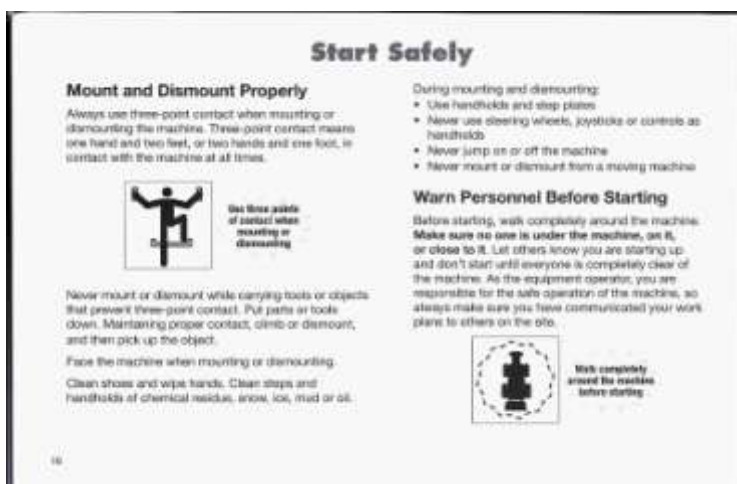 Start Safely
Mount and Dismount Properly
Always use three-point contact when mounting or
dismounting the machine. Three-point contact means
one hand and two feet, or two hands and one foot, in
contact with the machine at all times.
Use three points
of contact when
mounting or
dismounting
Never mount or dismount while carrying tools or objects
that prevent three-point contact. Put parts or tools
down. Maintaining proper contact, climb or dismount,
and then pick up the object.
Face the machine when mounting or dismounting.
Clean shoes and wipe hands. Clean steps and
handholds of chemical residue, snow, ice, mud or oil.
During mounting and dismounting:
• Use handholds and step plates
• Never use steering wheels, joysticks or controls as
handholds
• Never jump on or off the machine
• Never mount or dismount from a moving machine
Warn Personnel Before Starting
Before starting, walk completely around the machine.
Make sure no one is under the machine, on it,
or close to it. Let others know you are starting up
and don't start until everyone is completely clear of
the machine. As the equipment operator, you are
responsible for the safe operation of the machine, so
always make sure you have communicated your work
plans to others on the site.
Walk completely
around the machine
before starting